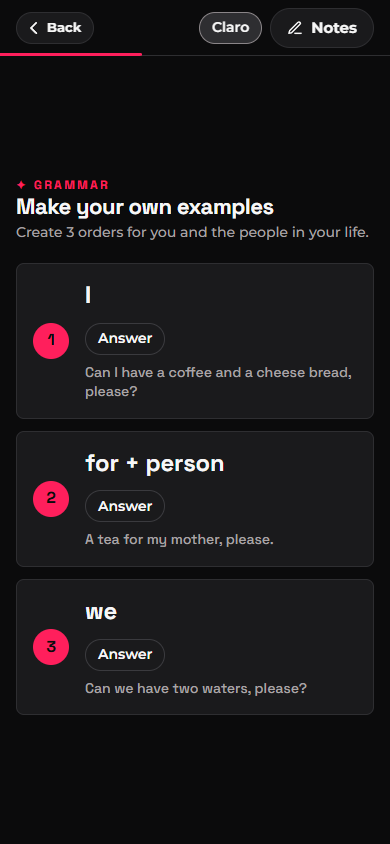 Back
Claro
Notes
GRAMMAR
Make your own examples
Create 3 orders for you and the people in your life.
I
1
Answer
Can I have a coffee and a cheese bread,
please?
for + person
2
Answer
A tea for my mother, please.
we
3
Answer
Can we have two waters, please?